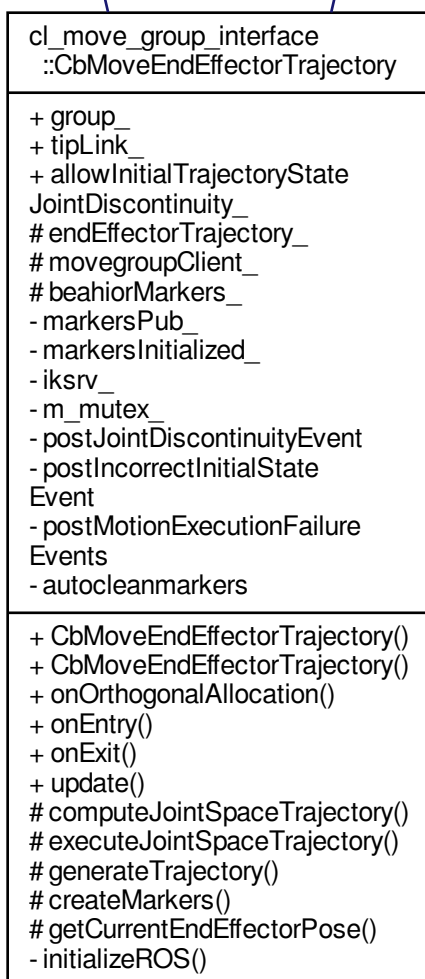 cl_move_group_interface
::CbMoveEndEffectorTrajectory
+ group_
+ tipLink_
+ allowInitialTrajectoryState
JointDiscontinuity_
# endEffectorTrajectory_
# movegroupClient_
# beahiorMarkers_
- markersPub_
- markersInitialized_
- iksrv_
- m_mutex_
- postJointDiscontinuityEvent
- postIncorrectInitialState
Event
- postMotionExecutionFailure
Events
- autocleanmarkers
+ CbMoveEndEffectorTrajectory()
+ CbMoveEndEffectorTrajectory()
+ onOrthogonalAllocation()
+ onEntry()
+ onExit()
+ update()
# computeJointSpaceTrajectory()
# executeJointSpaceTrajectory()
# generateTrajectory()
# createMarkers()
# getCurrentEndEffectorPose()
- initializeROS()